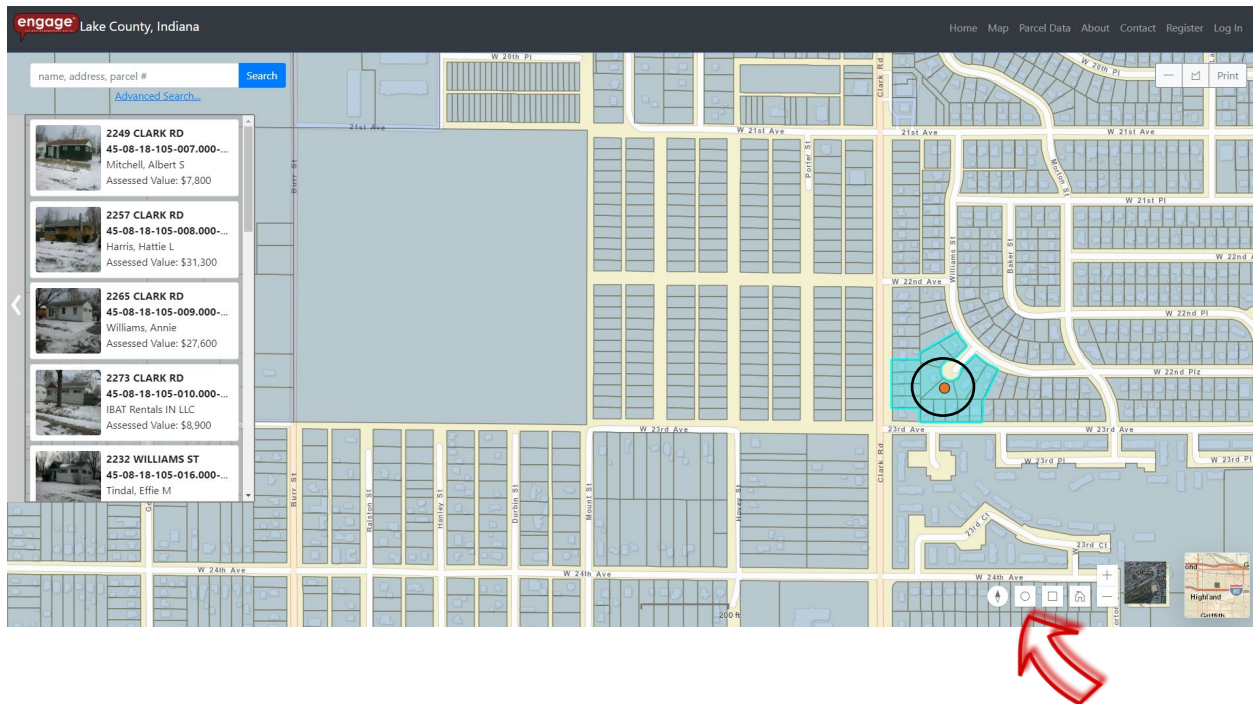 engage Lake County, Indiana
Home Map Parcel Data About Contact Register Log In
name, address, parcel # Search
Advanced Search...
2249 CLARK RD
45-08-18-105-007.000-...
Mitchell, Albert S
Assessed Value: $7,800
2257 CLARK RD
45-08-18-105-008.000-...
Harris, Hattie L
Assessed Value: $31,300
2265 CLARK RD
45-08-18-105-009.000-...
Williams, Annie
Assessed Value: $27,600
2273 CLARK RD
45-08-18-105-010.000-...
IBAT Rentals IN LLC
Assessed Value: $8,900
2232 WILLIAMS ST
45-08-18-105-016.000-...
Tindal, Effie M
Print
W 20th Pl
W 20th Pl
Clark Rd
21st Ave
W 21st Ave
21st Ave
W 21st Ave
Burr St
Porter St
Morton St
W 21st Pl
Williams St
Baker St
W 22nd Ave
W 22nd
W 22nd Pl
W 22nd Plz
W 23rd Ave
23rd Ave
W 23rd Ave
Clark Rd
W 23rd Pl
W 23rd Pl
Burr St
Ralston St
Hanley St
Durbin St
Mount St
Hovey St
23rd Ct
23rd Ct
W 24th Ave
W 24th Ave
W 24th Ave
200 ft
Highland
Griffith